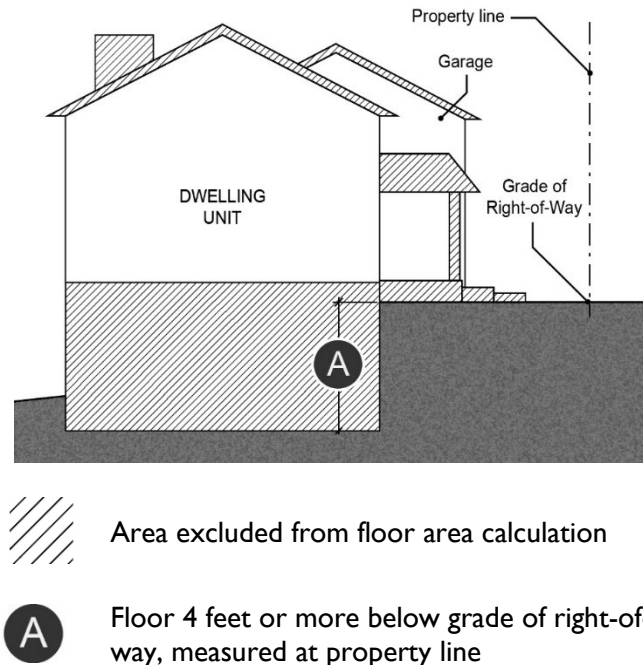 Property line
Garage
DWELLING
UNIT
Grade of
Right-of-Way
A
Area excluded from floor area calculation
A
Floor 4 feet or more below grade of right-of-
way, measured at property line